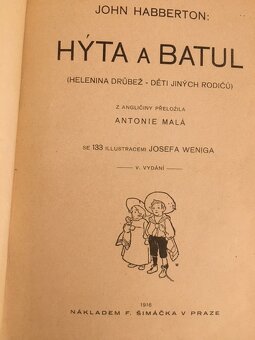 JOHN HABBERTON:
HÝTA A BATUL
(HELENINA DRŮBEŽ - DĚTI JINÝCH RODIČŮ)
Z ANGLIČINY PŘELOŽILA
ANTONIE MALÁ
SE 133 ILLUSTRACÉMI JOSEFA WENIGA
- V. VYDÁNÍ -
1916
NÁKLADEM F. ŠIMÁČKA V PRAZE